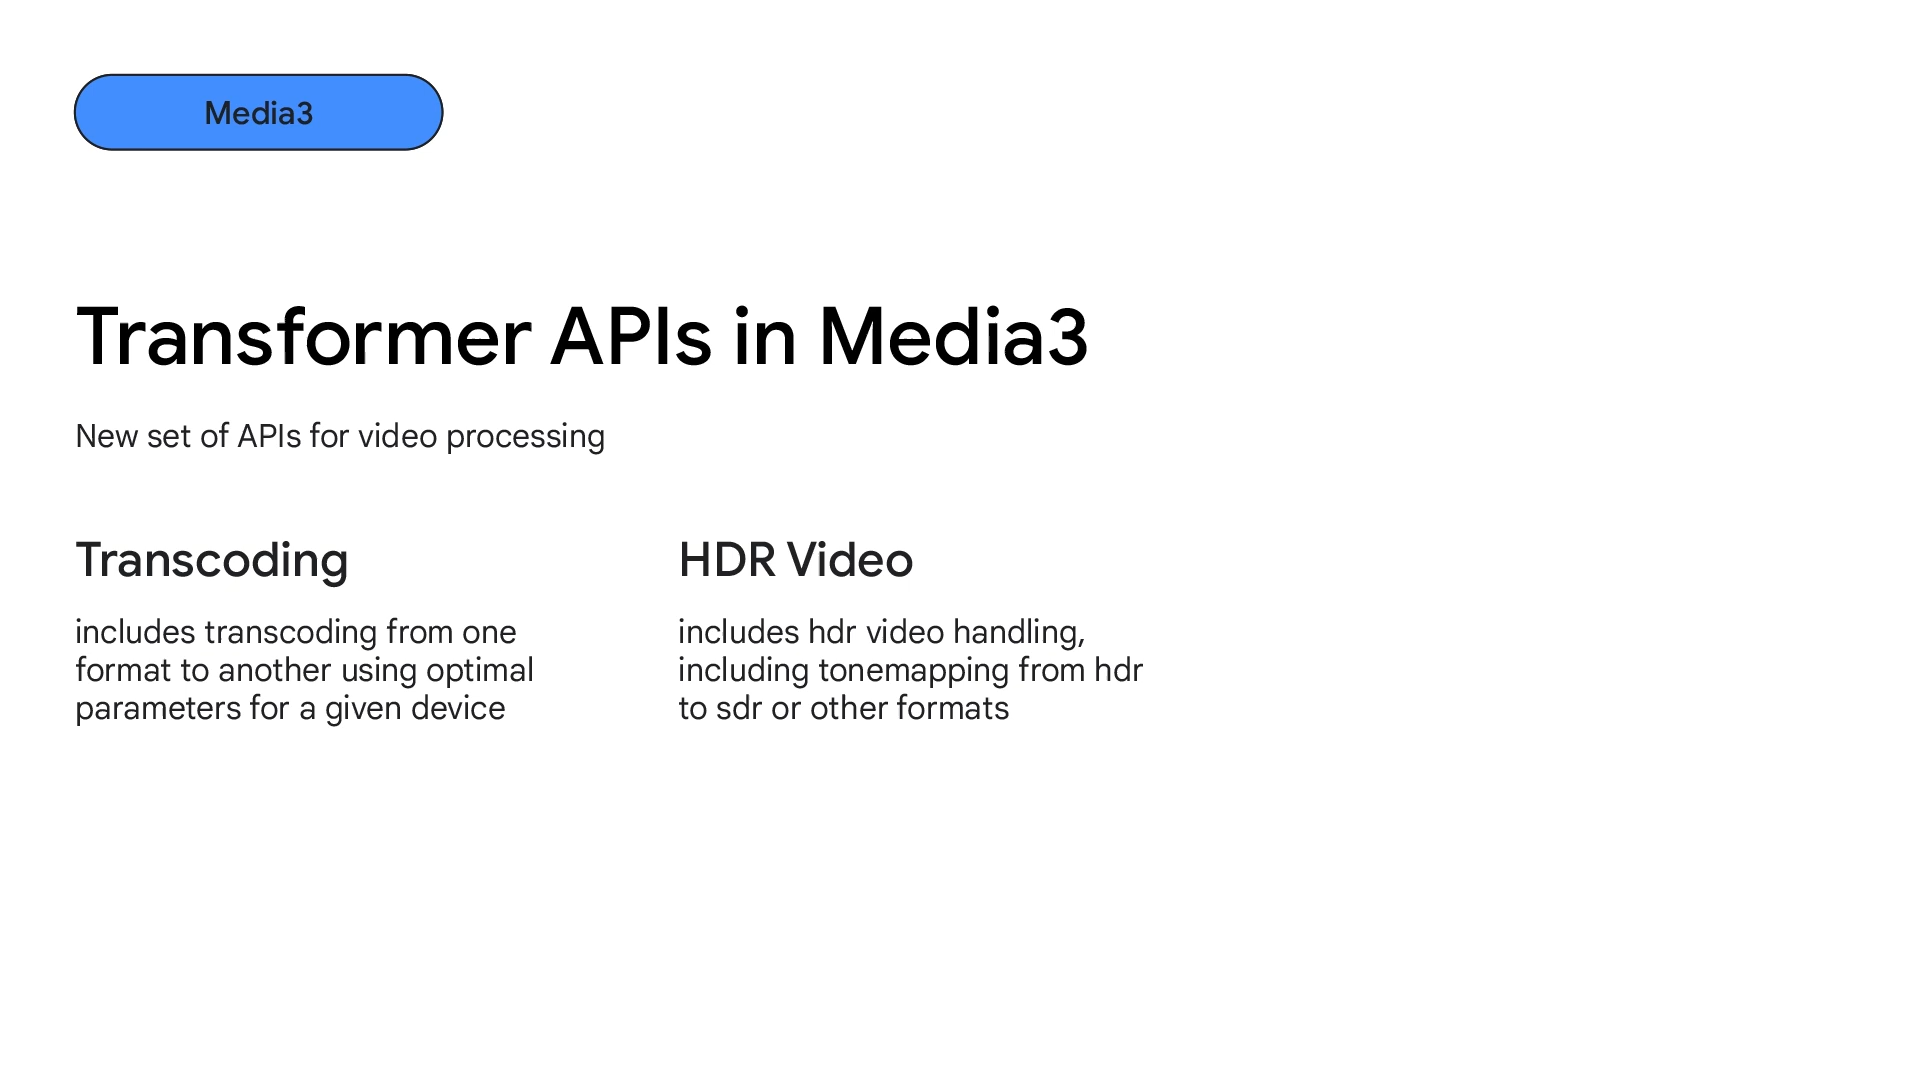 Media3
Transformer APIs in Media3
New set of APIs for video processing
Transcoding
includes transcoding from one
format to another using optimal
parameters for a given device
HDR Video
includes hdr video handling,
including tonemapping from hdr
to sdr or other formats